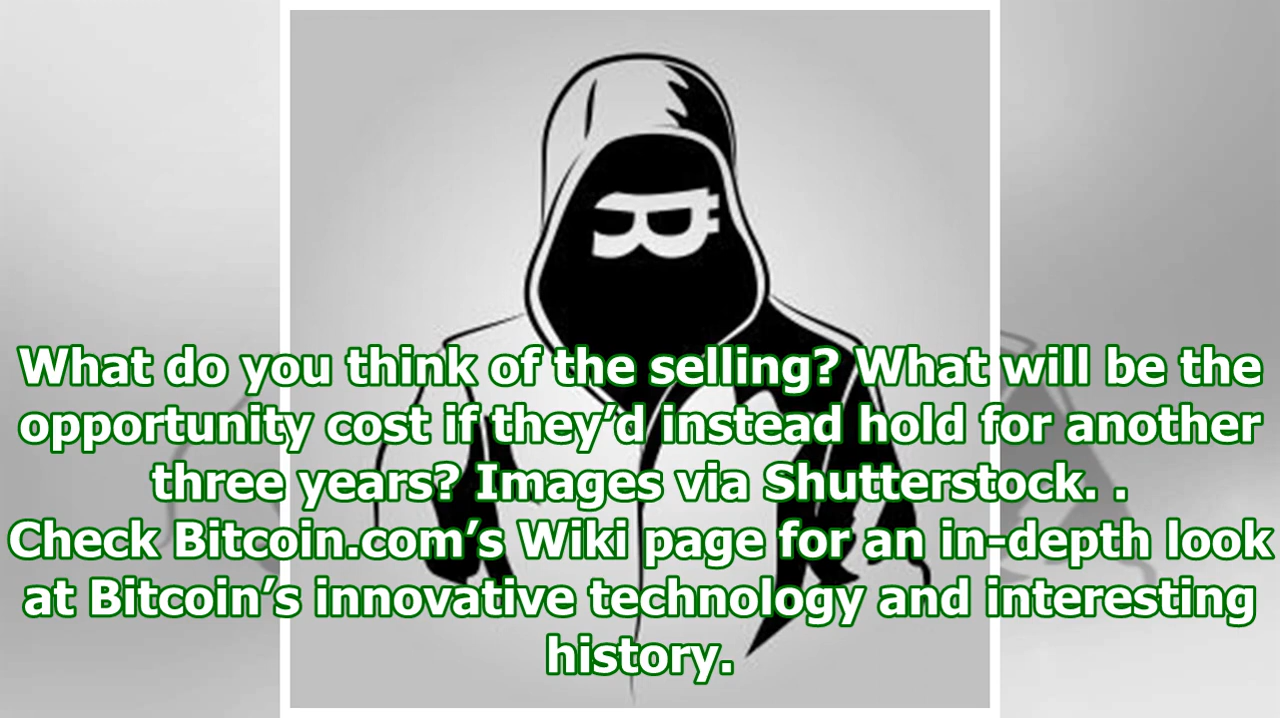 What do you think of the selling? What will be the
opportunity cost if they’d instead hold for another
three years? Images via Shutterstock. .
Check Bitcoin.com’s Wiki page for an in-depth look
at Bitcoin’s innovative technology and interesting
history.